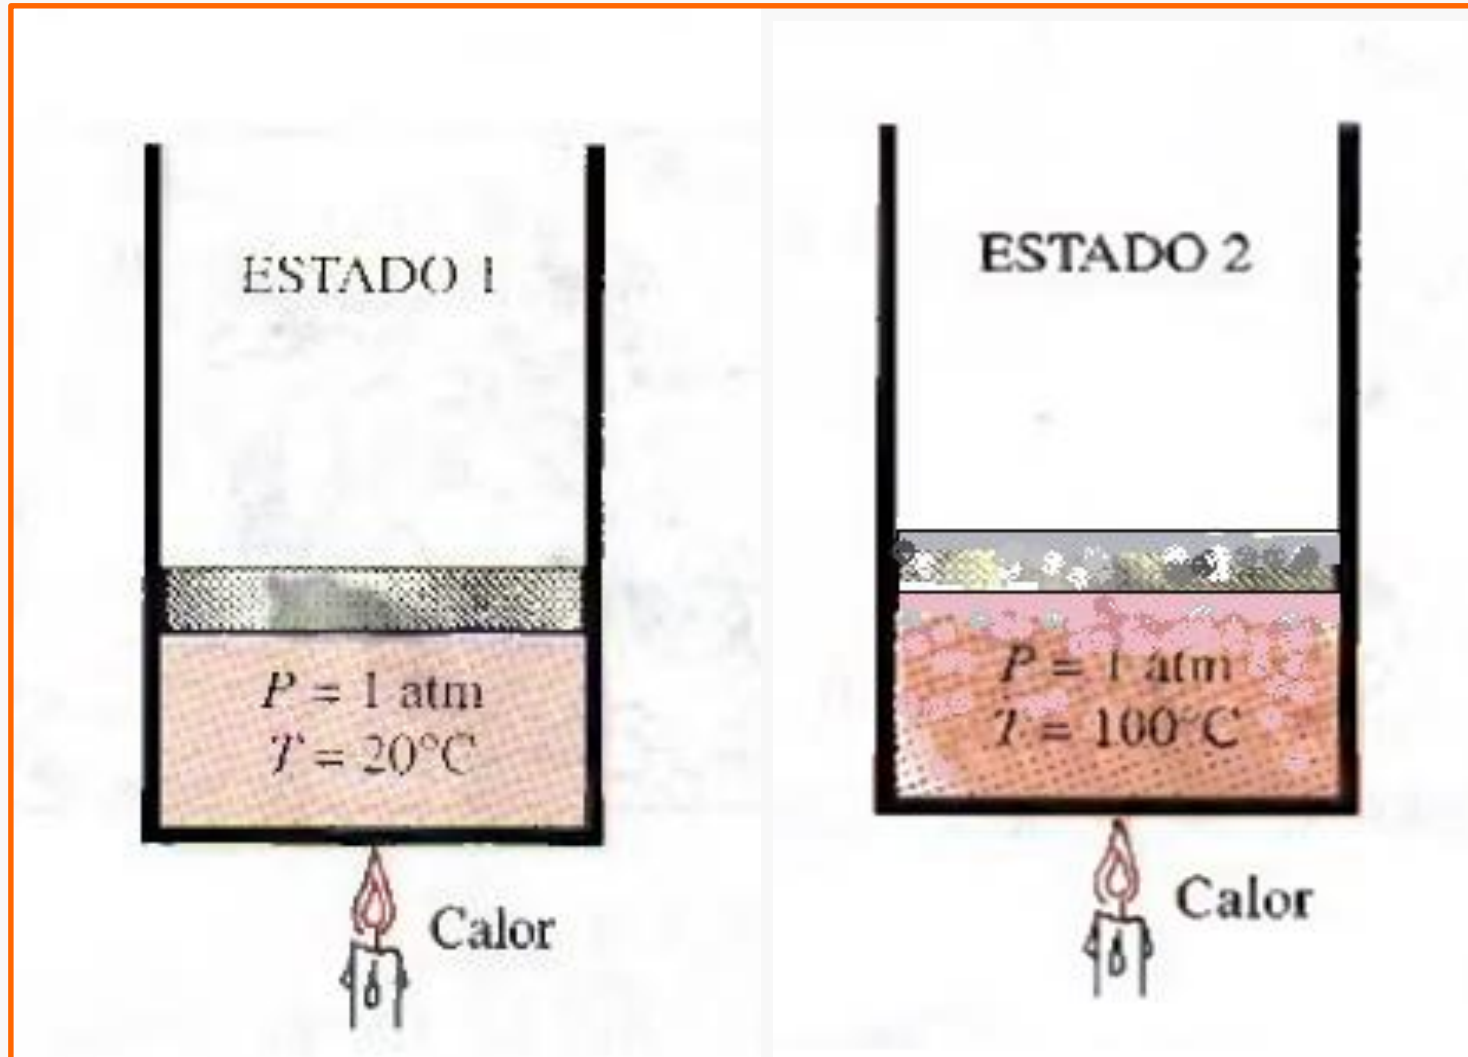 ESTADO 1
P = 1 atm
T = 20°C
Calor
ESTADO 2
P = 1 atm
T = 100°C
Calor